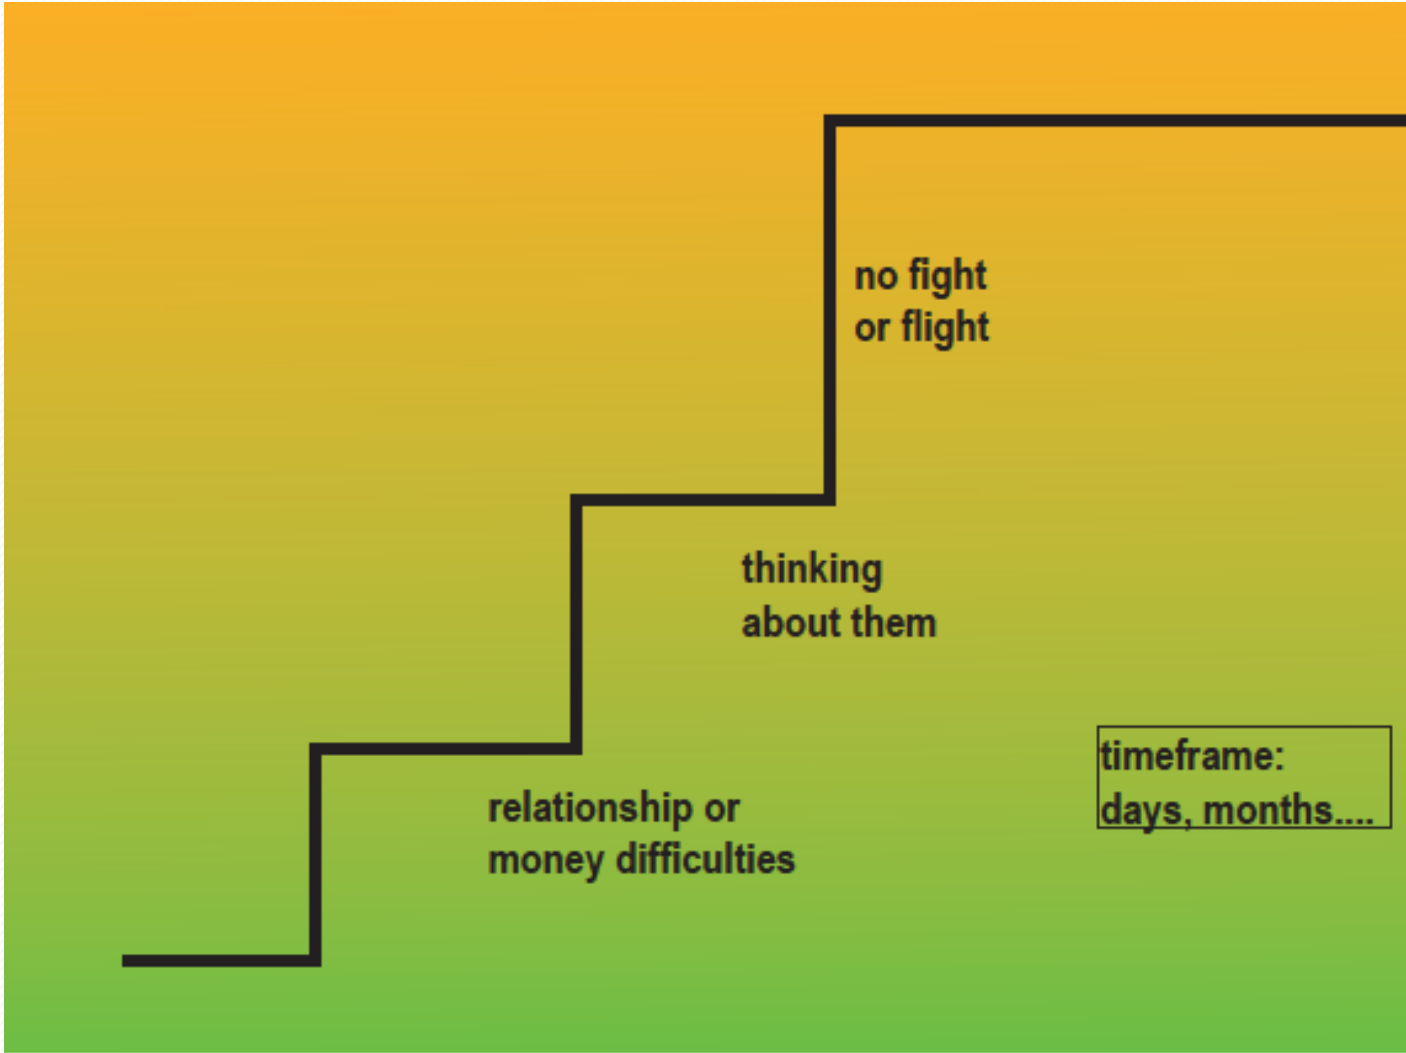 no fight
or flight
thinking
about them
relationship or
money difficulties
timeframe:
days, months....